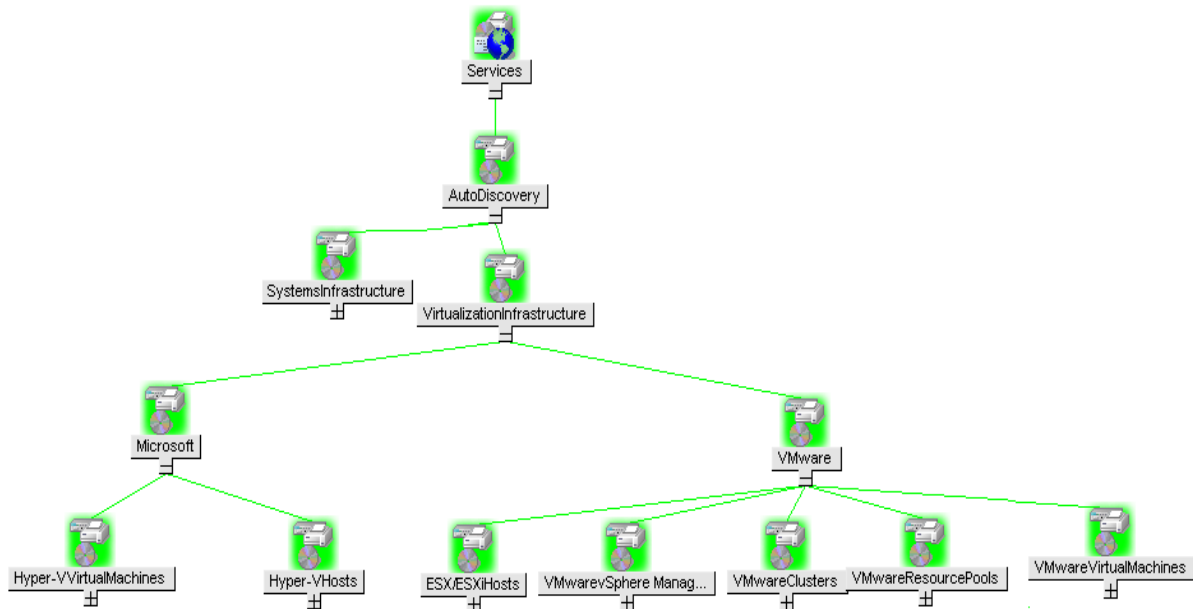 Services
AutoDiscovery
SystemsInfrastructure
VirtualizationInfrastructure
Microsoft
VMware
Hyper-VVirtualMachines
Hyper-VHosts
ESX/ESXiHosts
VMwarevSphere Manag...
VMwareClusters
VMwareResourcePools
VMwareVirtualMachines